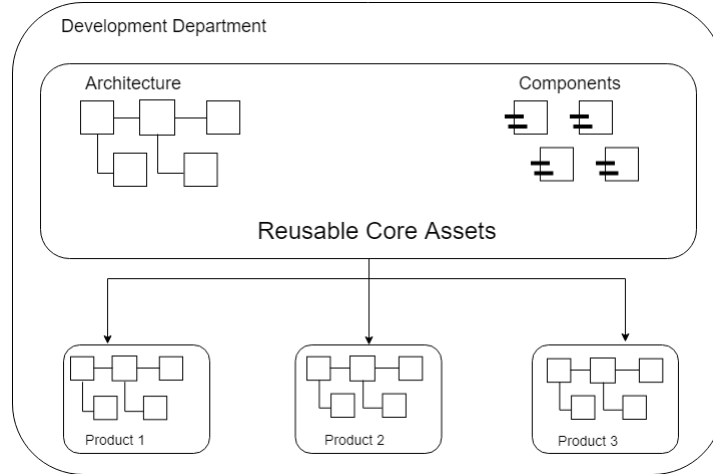 Development Department
Architecture
Components
Reusable Core Assets
Product 1
Product 2
Product 3